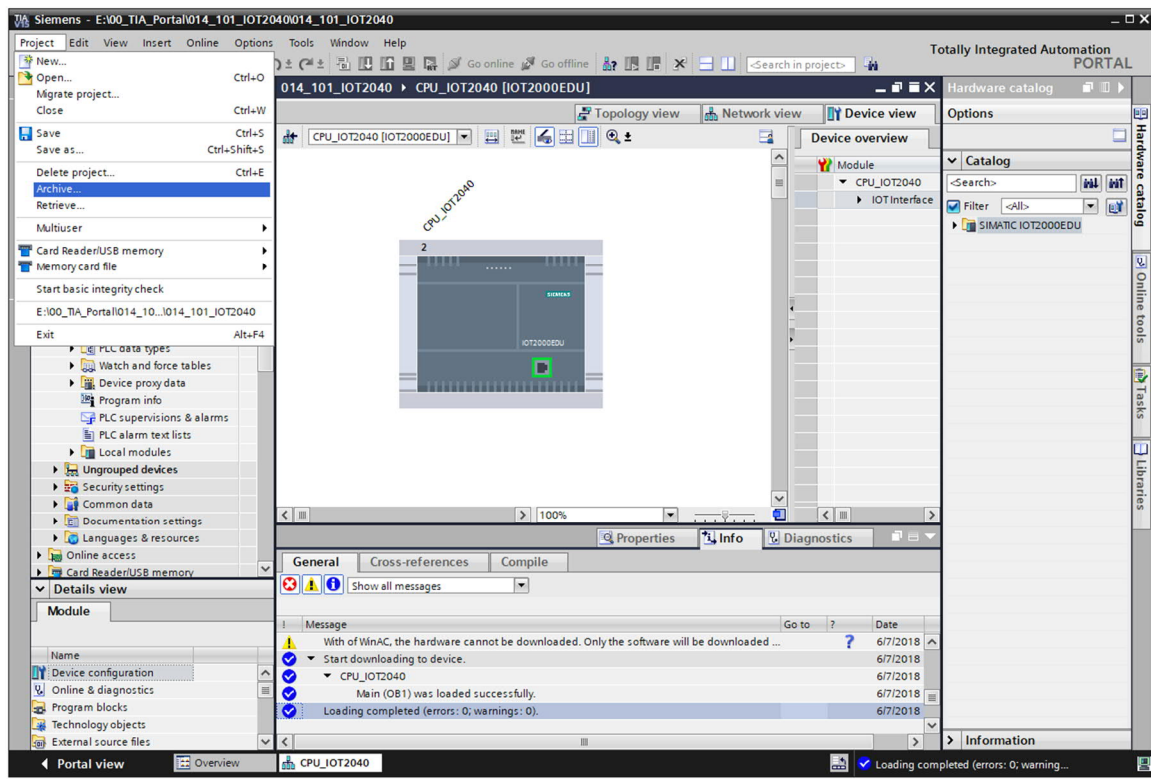 Siemens - E:\00_TIA_Portal\014_101_IOT2040\014_101_IOT2040
Project Edit View Insert Online Options Tools Window Help
Totally Integrated Automation
PORTAL
New...
Open... Ctrl+O
Migrate project...
Close Ctrl+W
Save Ctrl+S
Save as... Ctrl+Shift+S
Delete project... Ctrl+E
Archive...
Retrieve...
Multiuser
Card Reader/USB memory
Memory card file
Start basic integrity check
E:\00_TIA_Portal\014_10...\014_101_IOT2040
Exit Alt+F4
Go online Go offline <Search in project>
PLC data types
Watch and force tables
Device proxy data
Program info
PLC supervisions & alarms
PLC alarm text lists
Local modules
Ungrouped devices
Security settings
Common data
Documentation settings
Languages & resources
Online access
Card Reader/USB memory
Details view
Module
Name
Device configuration
Online & diagnostics
Program blocks
Technology objects
External source files
014_101_IOT2040 CPU_IOT2040 [IOT2000EDU]
Topology view Network view Device view
CPU_IOT2040 [IOT2000EDU]
CPU_IOT2040
2
SIEMENS
IOT2000EDU
100%
Device overview
Module
CPU_IOT2040
IOT Interface
Properties Info Diagnostics
General Cross-references Compile
Show all messages
! Message Go to ? Date
With of WinAC, the hardware cannot be downloaded. Only the software will be downloaded ... ? 6/7/2018
Start downloading to device. 6/7/2018
CPU_IOT2040 6/7/2018
Main (OB1) was loaded successfully. 6/7/2018
Loading completed (errors: 0; warnings: 0). 6/7/2018
Hardware catalog
Options
Catalog
<Search>
Filter <All>
SIMATIC IOT2000EDU
Information
Hardware catalog
Online tools
Tasks
Libraries
Portal view Overview CPU_IOT2040 Loading completed (errors: 0; warning...